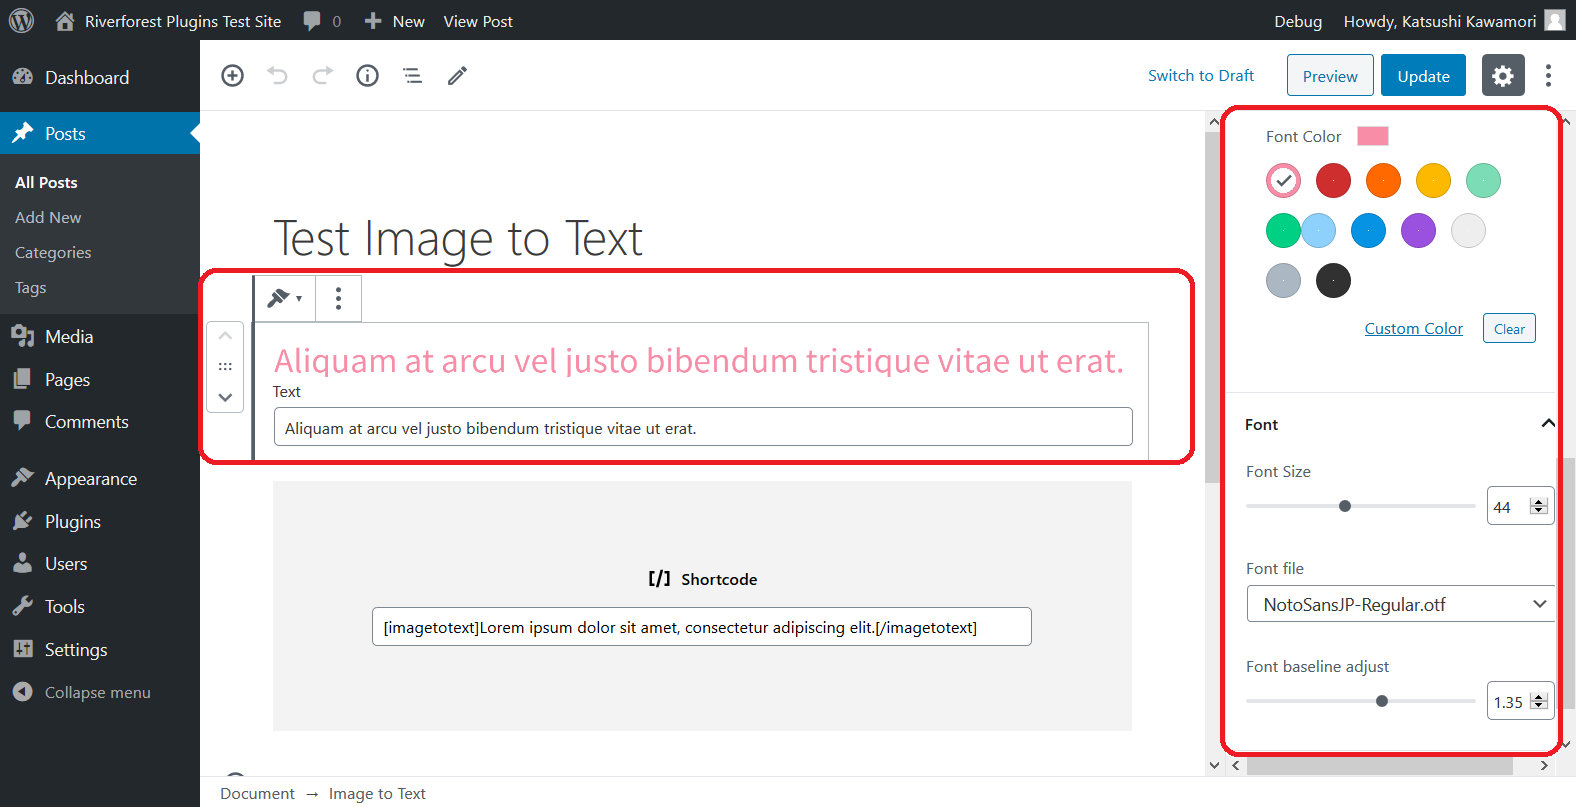 Riverforest Plugins Test Site
0
New
View Post
Debug
Howdy, Katsushi Kawamori
Dashboard
Posts
All Posts
Add New
Categories
Tags
Media
Pages
Comments
Appearance
Plugins
Users
Tools
Settings
Collapse menu
Switch to Draft
Preview
Update
Test Image to Text
Aliquam at arcu vel justo bibendum tristique vitae ut erat.
Text
Aliquam at arcu vel justo bibendum tristique vitae ut erat.
[/] Shortcode
[imagetotext]Lorem ipsum dolor sit amet, consectetur adipiscing elit.[/imagetotext]
Document → Image to Text
Font Color
Custom Color
Clear
Font
Font Size
44
Font file
NotoSansJP-Regular.otf
Font baseline adjust
1.35